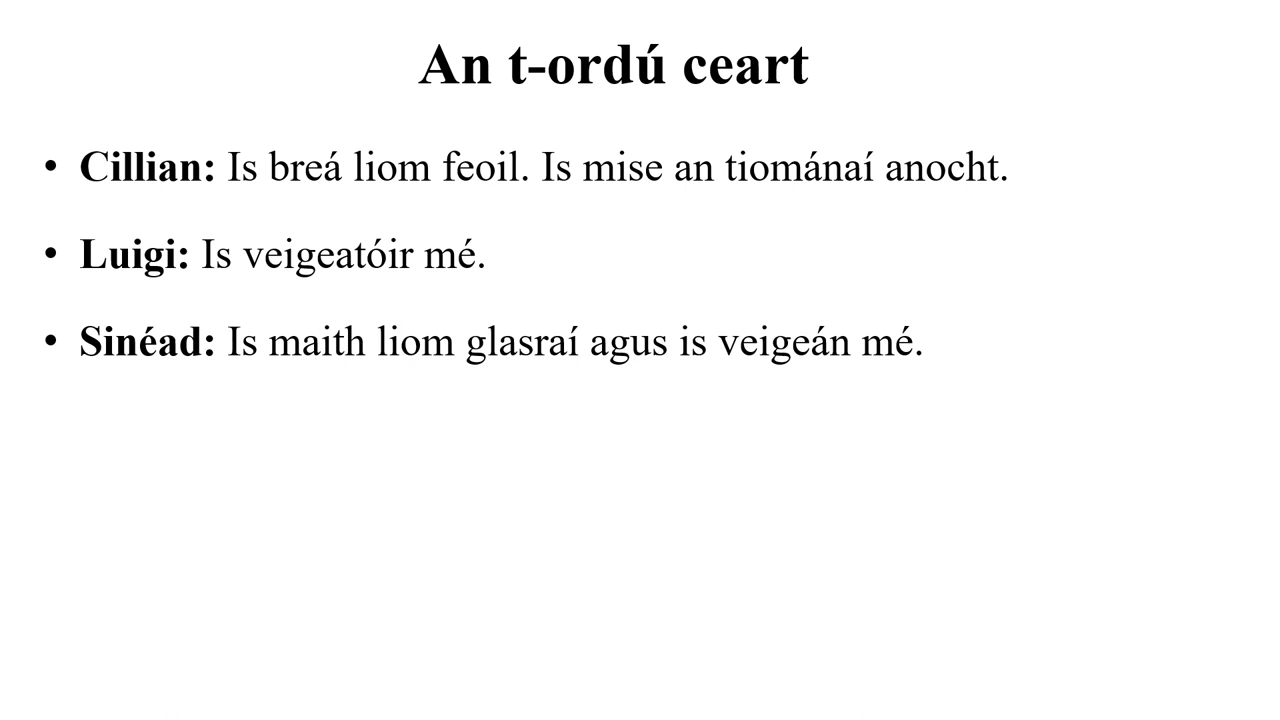 An t-ordú ceart
• Cillian: Is breá liom feoil. Is mise an tiománaí anocht.
• Luigi: Is veigeatóir mé.
• Sinéad: Is maith liom glasraí agus is veigeán mé.